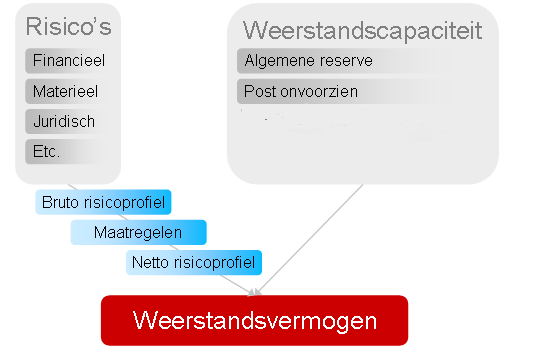 Risico's
Financieel
Materieel
Juridisch
Etc.
Weerstandscapaciteit
Algemene reserve
Post onvoorzien
Bruto risicoprofiel
Maatregelen
Netto risicoprofiel
Weerstandsvermogen